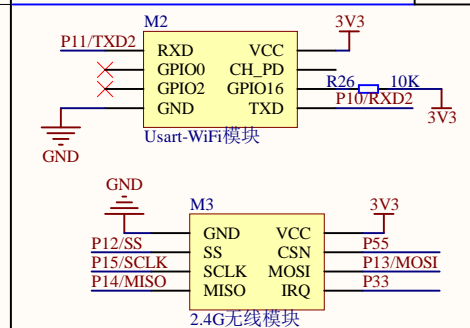 M2
3V3
P11/TXD2
RXD VCC
GPIO0 CH_PD
GPIO2 GPIO16 R26 10K
GND TXD P10/RXD2
Usart-WiFi模块
3V3
GND
GND
M3
3V3
GND VCC
P12/SS SS CSN P55
P15/SCLK SCLK MOSI P13/MOSI
P14/MISO MISO IRQ P33
2.4G无线模块